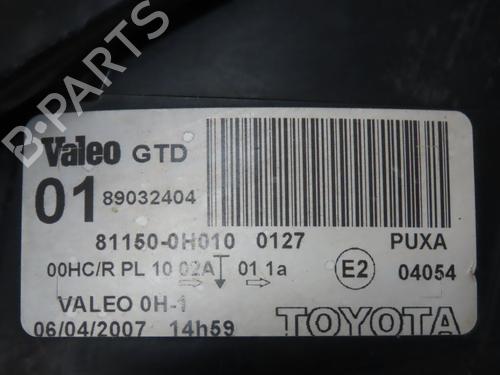 B-PARTS
Valeo GTD
01 89032404
81150-0H010 0127 PUXA
00HC/R PL 10 02A 01 1a E2 04054
VALEO 0H-1
06/04/2007 14h59 TOYOTA